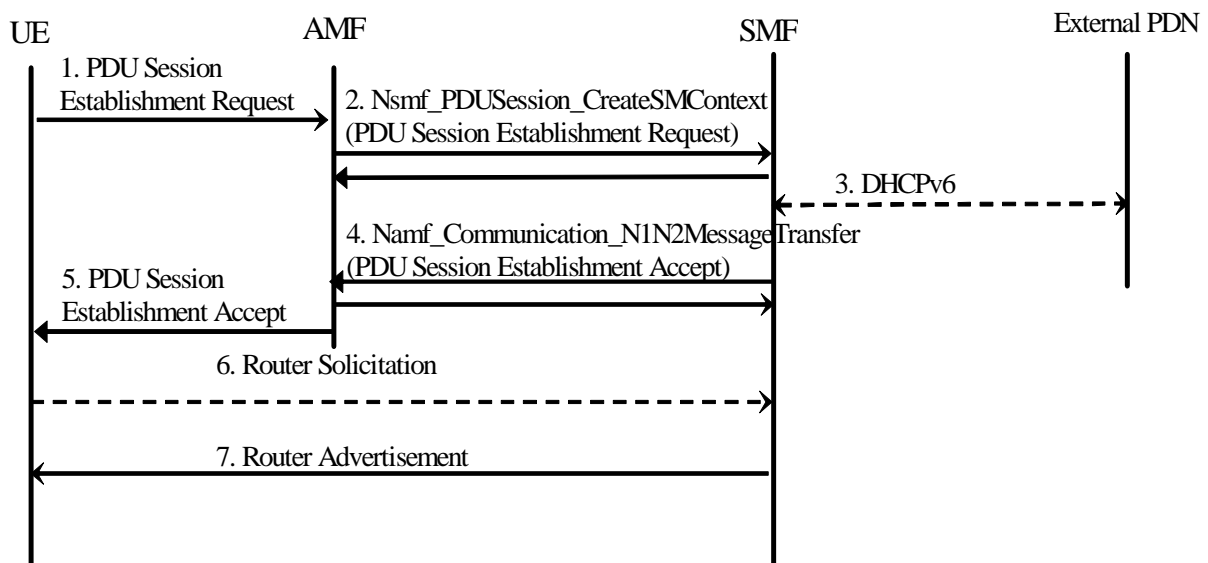 UE
AMF
SMF
External PDN
1. PDU Session
Establishment Request
2. Nsmf_PDUSession_CreateSMContext
(PDU Session Establishment Request)
3. DHCPv6
4. Namf_Communication_N1N2MessageTransfer
(PDU Session Establishment Accept)
5. PDU Session
Establishment Accept
6. Router Solicitation
7. Router Advertisement